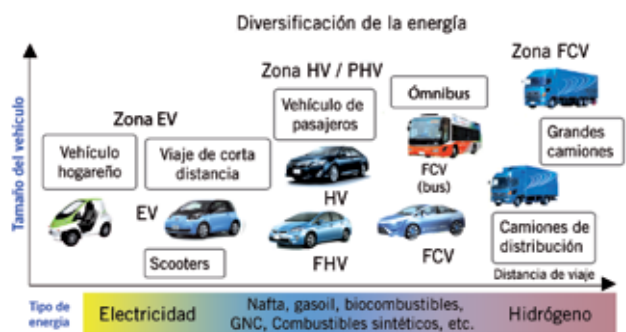 Diversificación de la energía
Zona FCV
Zona HV / PHV
Zona EV
Tamaño del vehículo
Vehículo
hogareño
Viaje de corta
distancia
Vehículo de
pasajeros
Ómnibus
Grandes
camiones
EV
HV
FCV
(bus)
Scooters
FHV
FCV
Camiones de
distribución
Distancia de viaje
Tipo de
energía
Electricidad
Nafta, gasoil, biocombustibles,
GNC, Combustibles sintéticos, etc.
Hidrógeno